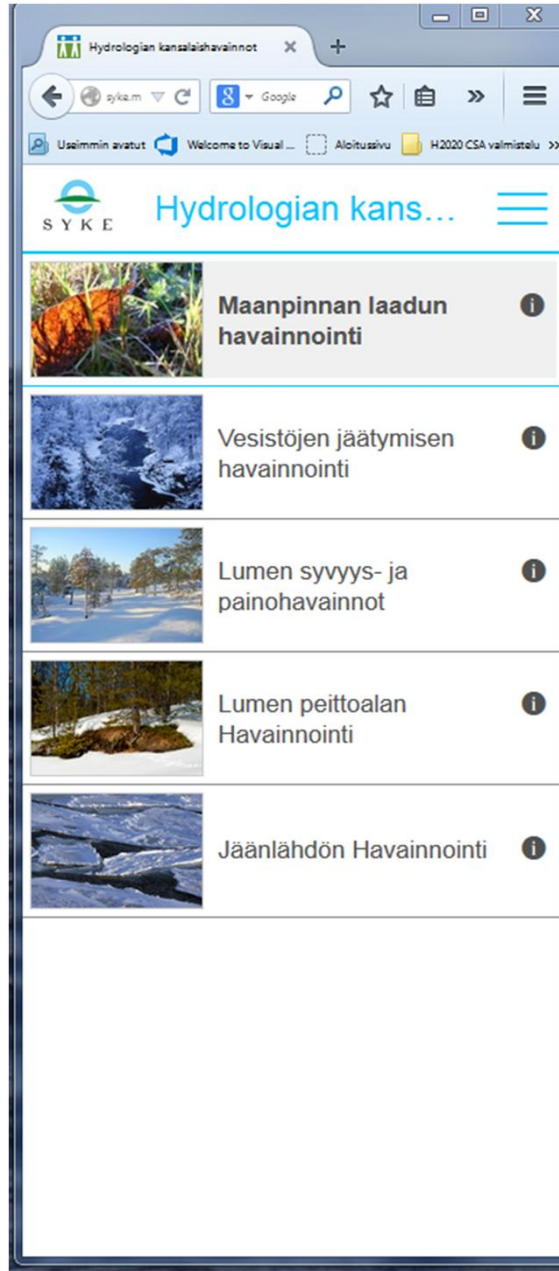 Hydrologian kansalaishavainnot
syke.m
Google
Useimmin avatut Welcome to Visual ... Aloitussivu H2020 CSA valmistelu
SYKE Hydrologian kans...
Maanpinnan laadun
havainnointi
Vesistöjen jäätymisen
havainnointi
Lumen syvyys- ja
painohavainnot
Lumen peittoalan
Havainnointi
Jäänlähdön Havainnointi